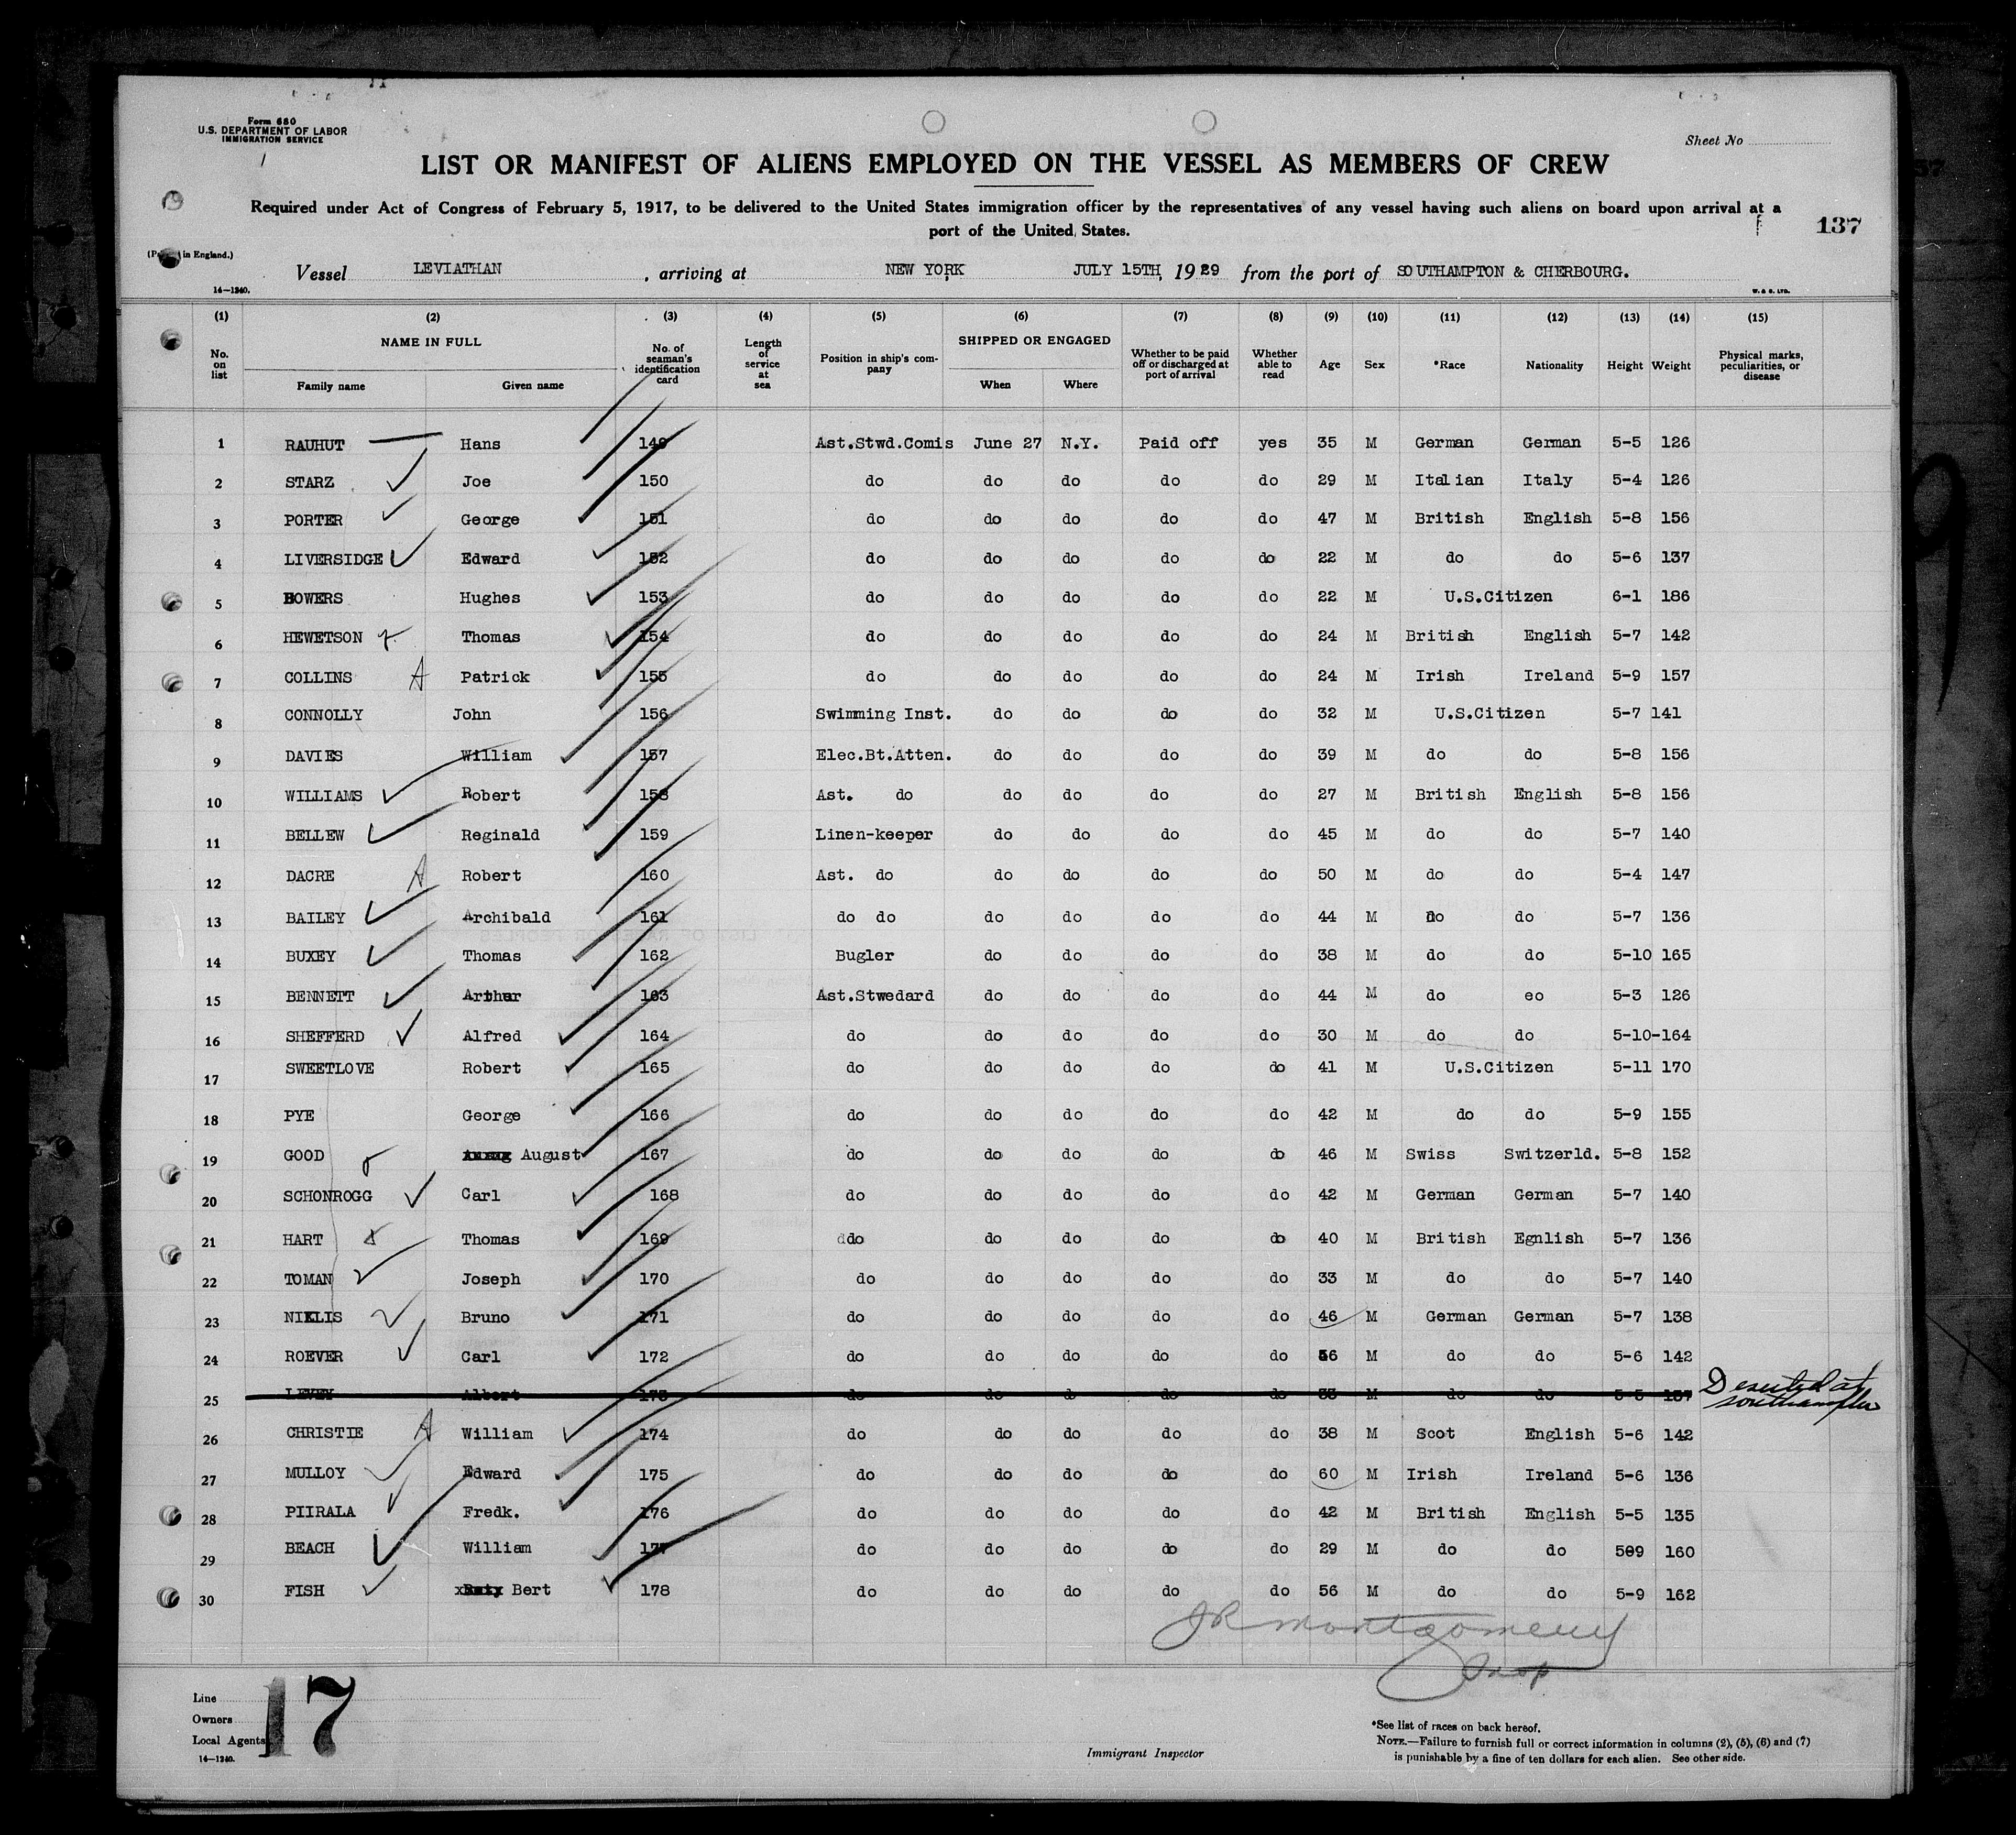 Form 680
U.S. DEPARTMENT OF LABOR
IMMIGRATION SERVICE
Sheet No
LIST OR MANIFEST OF ALIENS EMPLOYED ON THE VESSEL AS MEMBERS OF CREW
Required under Act of Congress of February 5, 1917, to be delivered to the United States immigration officer by the representatives of any vessel having such aliens on board upon arrival at a
port of the United States.
137
in England.)
Vessel LEVIATHAN , arriving at NEW YORK, JULY 15TH, 1929 from the port of SOUTHAMPTON & CHERBOURG.
14—1240.
W. & S. LTD.
(1) (2) (3) (4) (5) (6) (7) (8) (9) (10) (11) (12) (13) (14) (15)
No. on list NAME IN FULL Family name Given name No. of seaman's identification card Length of service at sea Position in ship's company SHIPPED OR ENGAGED When Where Whether to be paid off or discharged at port of arrival Whether able to read Age Sex *Race Nationality Height Weight Physical marks, peculiarities, or disease
1 RAUHUT Hans 149 Ast.Stwd.Comis June 27 N.Y. Paid off yes 35 M German German 5-5 126
2 STARZ Joe 150 do do do do do 29 M Italian Italy 5-4 126
3 PORTER George 151 do do do do do 47 M British English 5-8 156
4 LIVERSIDGE Edward 152 do do do do do 22 M do do 5-6 137
5 BOWERS Hughes 153 do do do do do 22 M U.S.Citizen 6-1 186
6 HEWETSON Thomas 154 do do do do do 24 M British English 5-7 142
7 COLLINS A Patrick 155 do do do do do 24 M Irish Ireland 5-9 157
8 CONNOLLY John 156 Swimming Inst. do do do do 32 M U.S.Citizen 5-7 141
9 DAVIES William 157 Elec.Bt.Atten. do do do do 39 M do do 5-8 156
10 WILLIAMS Robert 158 Ast. do do do do do 27 M British English 5-8 156
11 BELLEW Reginald 159 Linen-keeper do do do do 45 M do do 5-7 140
12 DACRE A Robert 160 Ast. do do do do do 50 M do do 5-4 147
13 BAILEY Archibald 161 do do do do do do 44 M do do 5-7 136
14 BUXEY Thomas 162 Bugler do do do do 38 M do do 5-10 165
15 BENNETT Arthur 163 Ast.Stwedard do do do do 44 M do eo 5-3 126
16 SHEFFERD Alfred 164 do do do do do 30 M do do 5-10-164
17 SWEETLOVE Robert 165 do do do do do 41 M U.S.Citizen 5-11 170
18 PYE George 166 do do do do do 42 M do do 5-9 155
19 GOOD August 167 do do do do do 46 M Swiss Switzerld. 5-8 152
20 SCHONROGG Carl 168 do do do do do 42 M German German 5-7 140
21 HART Thomas 169 ddo do do do do 40 M British Egnlish 5-7 136
22 TOMAN Joseph 170 do do do do do 33 M do do 5-7 140
23 NIKLIS Bruno 171 do do do do do 46 M German German 5-7 138
24 ROEVER Carl 172 do do do do do M do do 5-6 142
25 LEVEY Albert 173 do do do do 33 M do do 5-5 157 Deserted at
Southampton
26 CHRISTIE A William 174 do do do do do 38 M Scot English 5-6 142
27 MULLOY Edward 175 do do do do do 60 M Irish Ireland 5-6 136
28 PIIRALA Fredk. 176 do do do do do 42 M British English 5-5 135
29 BEACH William 177 do do do do do 29 M do do 589 160
30 FISH Bert 178 do do do do do 56 M do do 5-9 162
JR Montgomery
Insp
Line
Owners
Local Agents
14—1240.
17
Immigrant Inspector
*See list of races on back hereof.
NOTE.—Failure to furnish full or correct information in columns (2), (5), (6) and (7)
is punishable by a fine of ten dollars for each alien. See other side.